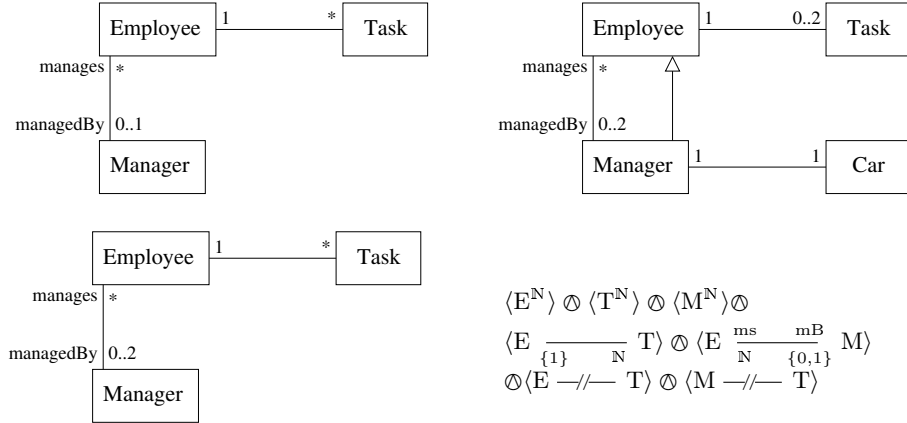 Employee 1 * Task
manages *
managedBy 0..1
Manager
Employee 1 0..2 Task
manages *
managedBy 0..2
Manager 1 1 Car
Employee 1 * Task
manages *
managedBy 0..2
Manager
⟨E^ℕ⟩ ⩀ ⟨T^ℕ⟩ ⩀ ⟨M^ℕ⟩⩀
⟨E {1} ℕ T⟩ ⩀ ⟨E ms ℕ mB {0,1} M⟩
⩀⟨E —//— T⟩ ⩀ ⟨M —//— T⟩